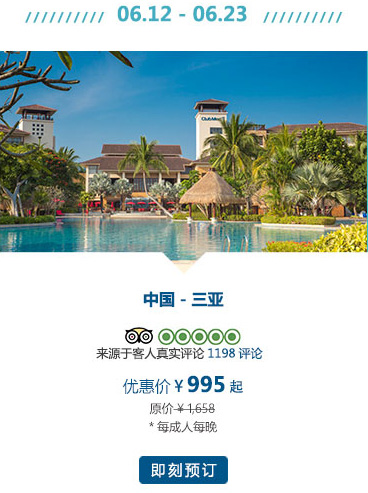 06.12 - 06.23
ClubMed
中国 - 三亚
来源于客人真实评论 1198 评论
优惠价 ¥ 995 起
原价 ¥ 1,658
* 每成人每晚
即刻预订